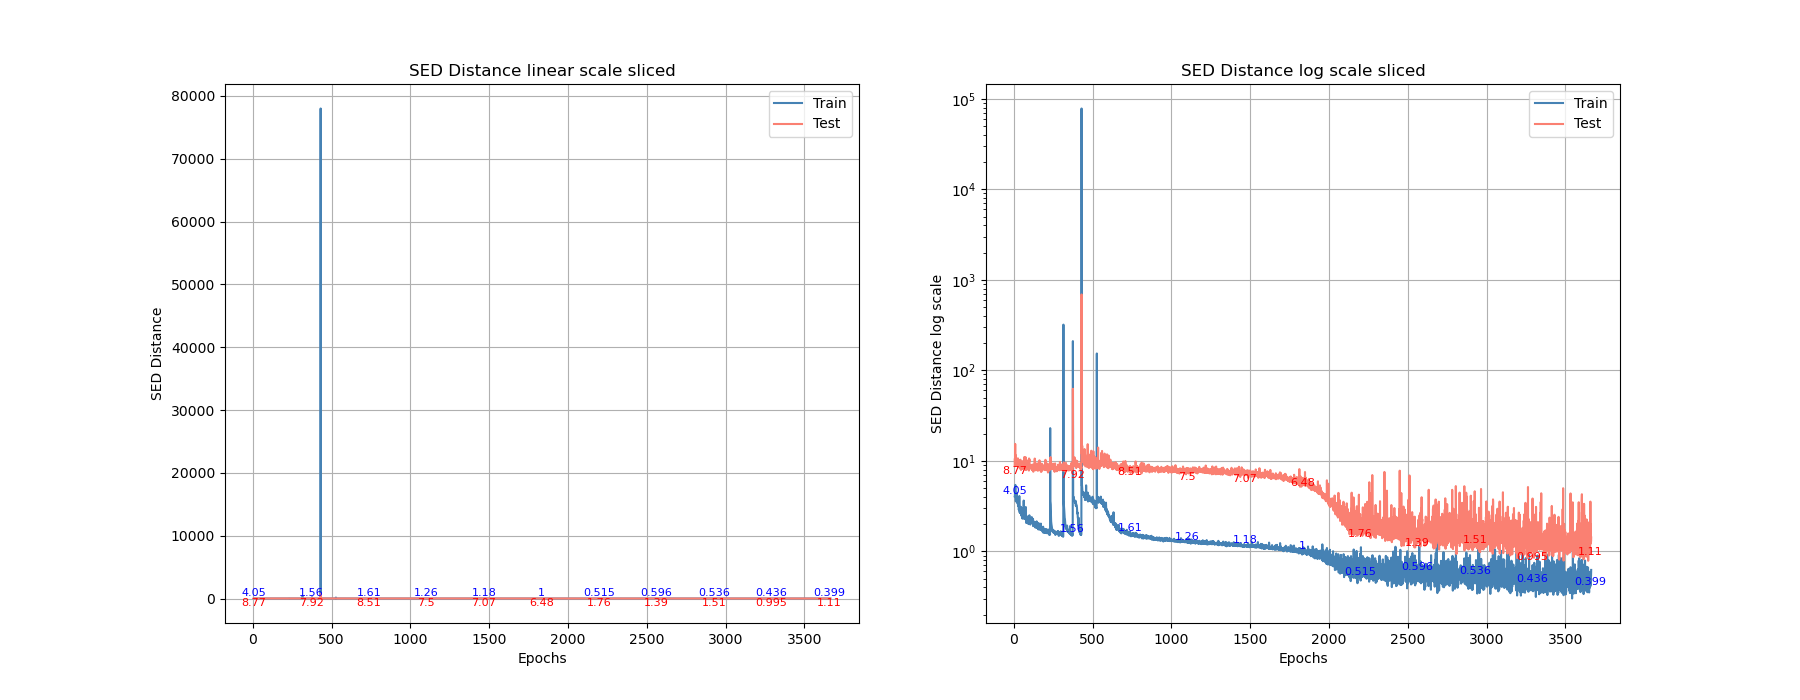 SED Distance linear scale sliced
SED Distance
80000
70000
60000
50000
40000
30000
20000
10000
0
Train
Test
4.05 1.56 1.61 1.26 1.18 1 0.515 0.596 0.536 0.436 0.399
8.77 7.92 8.51 7.5 7.07 6.48 1.76 1.39 1.51 0.995 1.11
0 500 1000 1500 2000 2500 3000 3500
Epochs
SED Distance log scale sliced
SED Distance log scale
10^5
10^4
10^3
10^2
10^1
10^0
Train
Test
8.77 7.92 8.51 7.5 7.07 6.48 1.76 1.39 1.51 0.995 1.11
4.05 1.56 1.61 1.26 1.18 1 0.515 0.596 0.536 0.436 0.399
0 500 1000 1500 2000 2500 3000 3500
Epochs